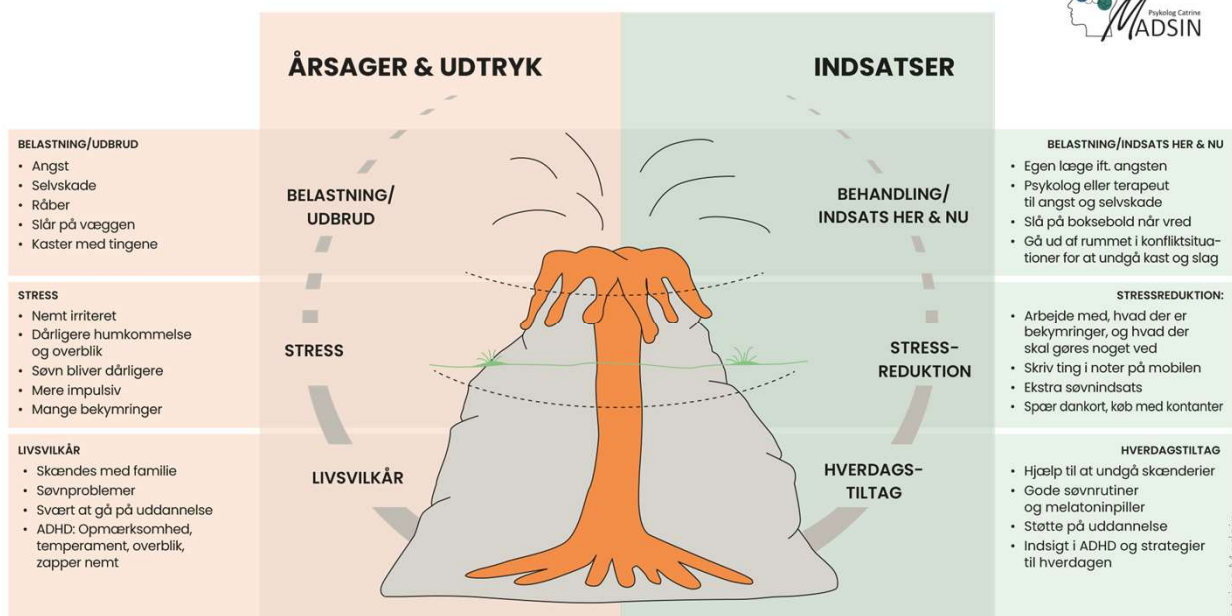 Psykolog Catrine
MADSIN
ÅRSAGER & UDTRYK
INDSATSER
BELASTNING/UDBRUD
• Angst
• Selvskade
• Råber
• Slår på væggen
• Kaster med tingene
BELASTNING/
UDBRUD
BEHANDLING/
INDSATS HER & NU
BELASTNING/INDSATS HER & NU
• Egen læge ift. angsten
• Psykolog eller terapeut
til angst og selvskade
• Slå på boksebold når vred
• Gå ud af rummet i konfliktsitua-
tioner for at undgå kast og slag
STRESS
• Nemt irriteret
• Dårligere humkommelse
og overblik
• Søvn bliver dårligere
• Mere impulsiv
• Mange bekymringer
STRESS
STRESS-
REDUKTION
STRESSREDUKTION:
• Arbejde med, hvad der er
bekymringer, og hvad der
skal gøres noget ved
• Skriv ting i noter på mobilen
• Ekstra søvnindsats
• Spær dankort, køb med kontanter
LIVSVILKÅR
• Skændes med familie
• Søvnproblemer
• Svært at gå på uddannelse
• ADHD: Opmærksomhed,
temperament, overblik,
zapper nemt
LIVSVILKÅR
HVERDAGS-
TILTAG
HVERDAGSTILTAG
• Hjælp til at undgå skænderier
• Gode søvnrutiner
og melatoninpiller
• Støtte på uddannelse
• Indsigt i ADHD og strategier
til hverdagen